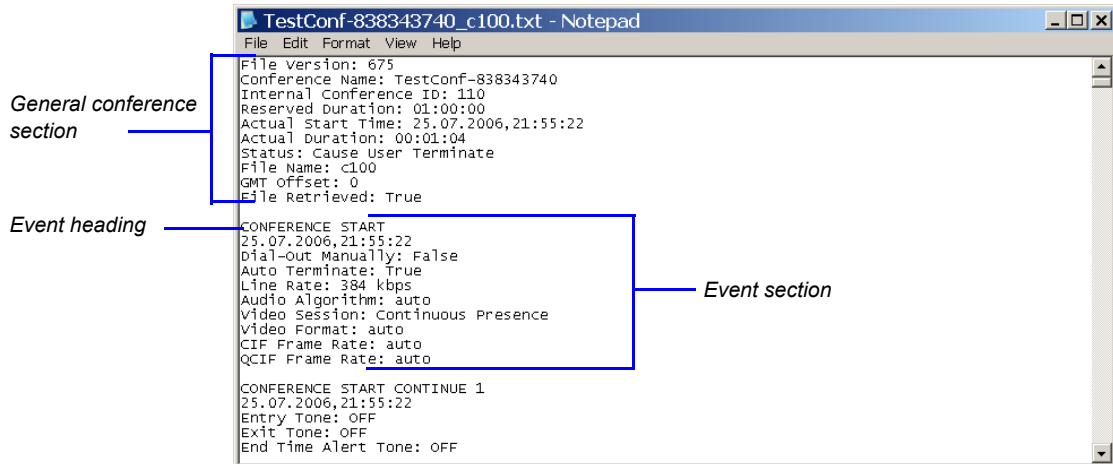 TestConf-838343740_c100.txt - Notepad
File Edit Format View Help
File Version: 675
Conference Name: TestConf-838343740
Internal Conference ID: 110
Reserved Duration: 01:00:00
Actual Start Time: 25.07.2006,21:55:22
Actual Duration: 00:01:04
Status: Cause User Terminate
File Name: c100
GMT Offset: 0
File Retrieved: True
General conference
section
Event heading
CONFERENCE START
25.07.2006,21:55:22
Dial-Out Manually: False
Auto Terminate: True
Line Rate: 384 kbps
Audio Algorithm: auto
Video Session: Continuous Presence
Video Format: auto
CIF Frame Rate: auto
QCIF Frame Rate: auto
Event section
CONFERENCE START CONTINUE 1
25.07.2006,21:55:22
Entry Tone: OFF
Exit Tone: OFF
End Time Alert Tone: OFF